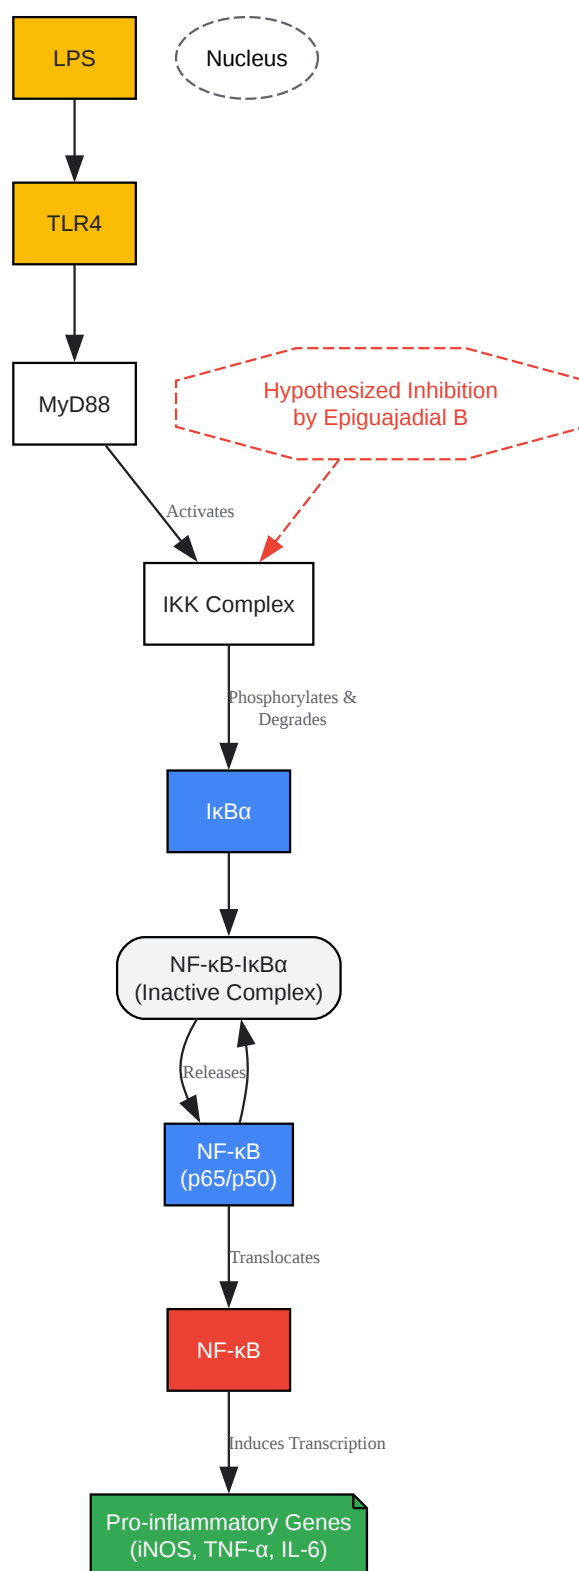 LPS
Nucleus
TLR4
MyD88
Hypothesized Inhibition
by Epiguajadial B
Activates
IKK Complex
Phosphorylates &
Degrades
IκBα
NF-κB-IκBα
(Inactive Complex)
Releases
NF-κB
(p65/p50)
Translocates
NF-κB
Induces Transcription
Pro-inflammatory Genes
(iNOS, TNF-α, IL-6)